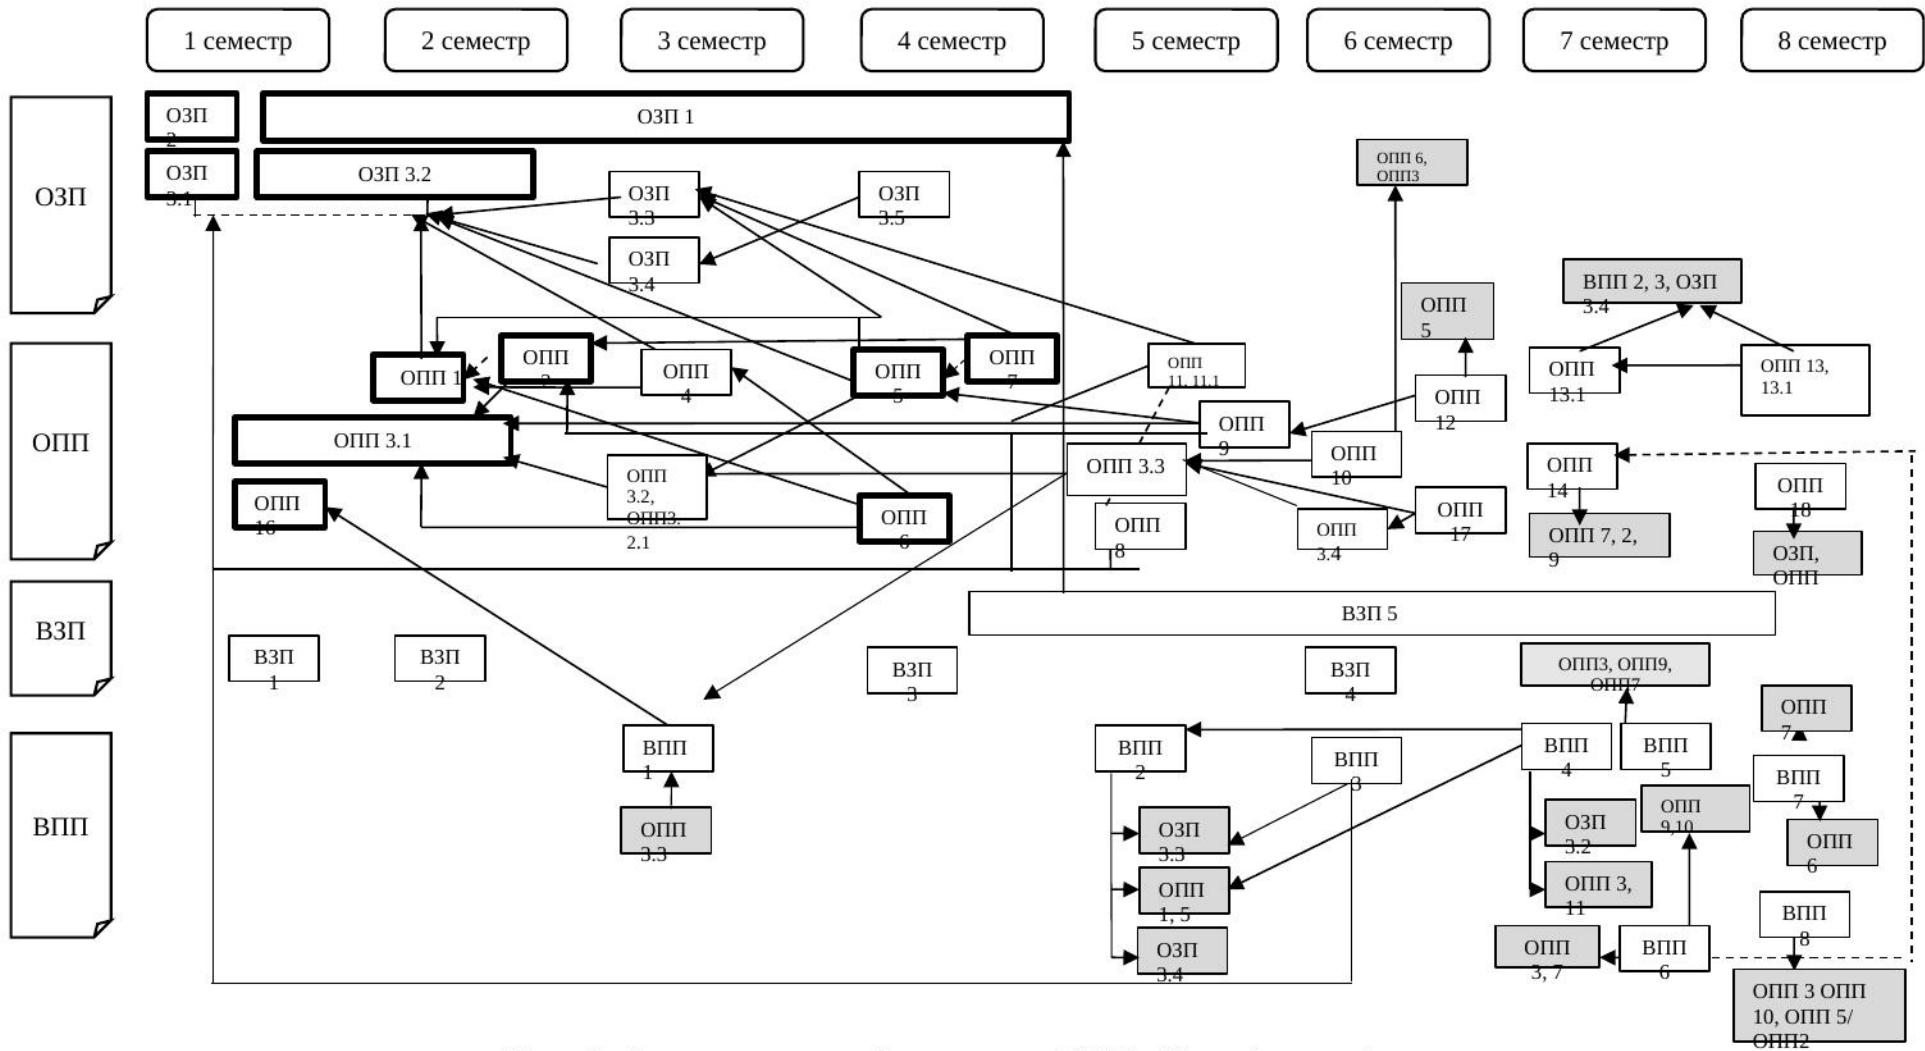 1 семестр
2 семестр
3 семестр
4 семестр
5 семестр
6 семестр
7 семестр
8 семестр
ОЗП
2
ОЗП 1
ОЗП
3.1
ОЗП 3.2
ОЗП
3.3
ОЗП
3.5
ОПП 6,
ОПП3
ОЗП
ОЗП
3.4
ВПП 2, 3, ОЗП
3.4
ОПП
5
ОПП 1
ОПП
2
ОПП
4
ОПП
5
ОПП
7
ОПП
11, 11.1
ОПП
12
ОПП
13.1
ОПП 13,
13.1
ОПП
ОПП 3.1
ОПП
9
ОПП
10
ОПП 3.3
ОПП
14
ОПП
3.2,
ОПП3.
2.1
ОПП
16
ОПП
6
ОПП
8
ОПП
3.4
ОПП
17
ОПП
18
ОПП 7, 2,
9
ОЗП,
ОПП
ВЗП
ВЗП 5
ВЗП
1
ВЗП
2
ВЗП
3
ВЗП
4
ОПП3, ОПП9,
ОПП7
ОПП
7
ВПП
ВПП
1
ВПП
2
ВПП
3
ВПП
4
ВПП
5
ВПП
7
ОПП
3.3
ОЗП
3.3
ОЗП
3.2
ОПП
9,10
ОПП
6
ОПП
1, 5
ОПП 3,
11
ВПП
8
ОЗП
3.4
ОПП
3, 7
ВПП
6
ОПП 3 ОПП
10, ОПП 5/
ОПП2